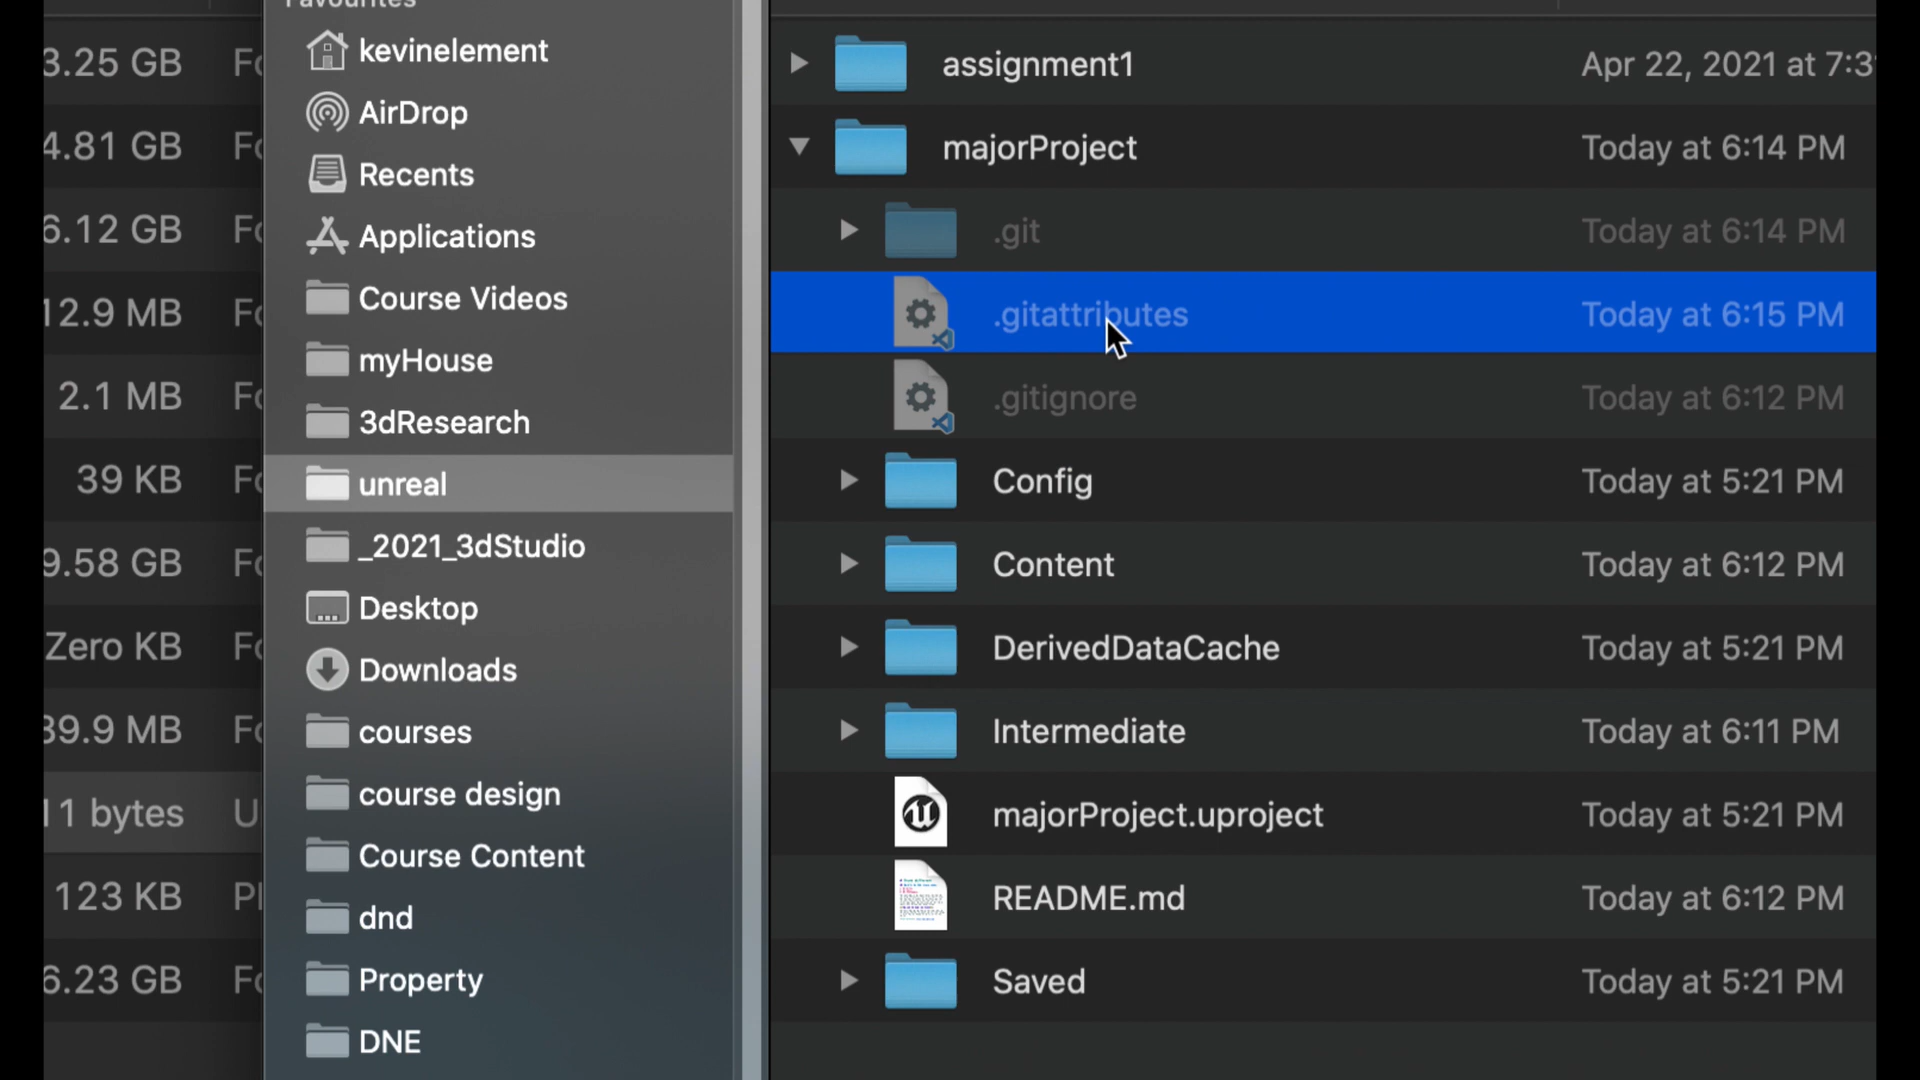 Favourites
kevinelement
AirDrop
Recents
Applications
Course Videos
myHouse
3dResearch
unreal
_2021_3dStudio
Desktop
Downloads
courses
course design
Course Content
dnd
Property
DNE
3.25 GB
4.81 GB
6.12 GB
12.9 MB
2.1 MB
39 KB
9.58 GB
Zero KB
39.9 MB
11 bytes
123 KB
6.23 GB
assignment1 Apr 22, 2021 at
majorProject Today at 6:14 PM
.git Today at 6:14 PM
.gitattributes Today at 6:15 PM
.gitignore Today at 6:12 PM
Config Today at 5:21 PM
Content Today at 6:12 PM
DerivedDataCache Today at 5:21 PM
Intermediate Today at 6:11 PM
majorProject.uproject Today at 5:21 PM
README.md Today at 6:12 PM
Saved Today at 5:21 PM